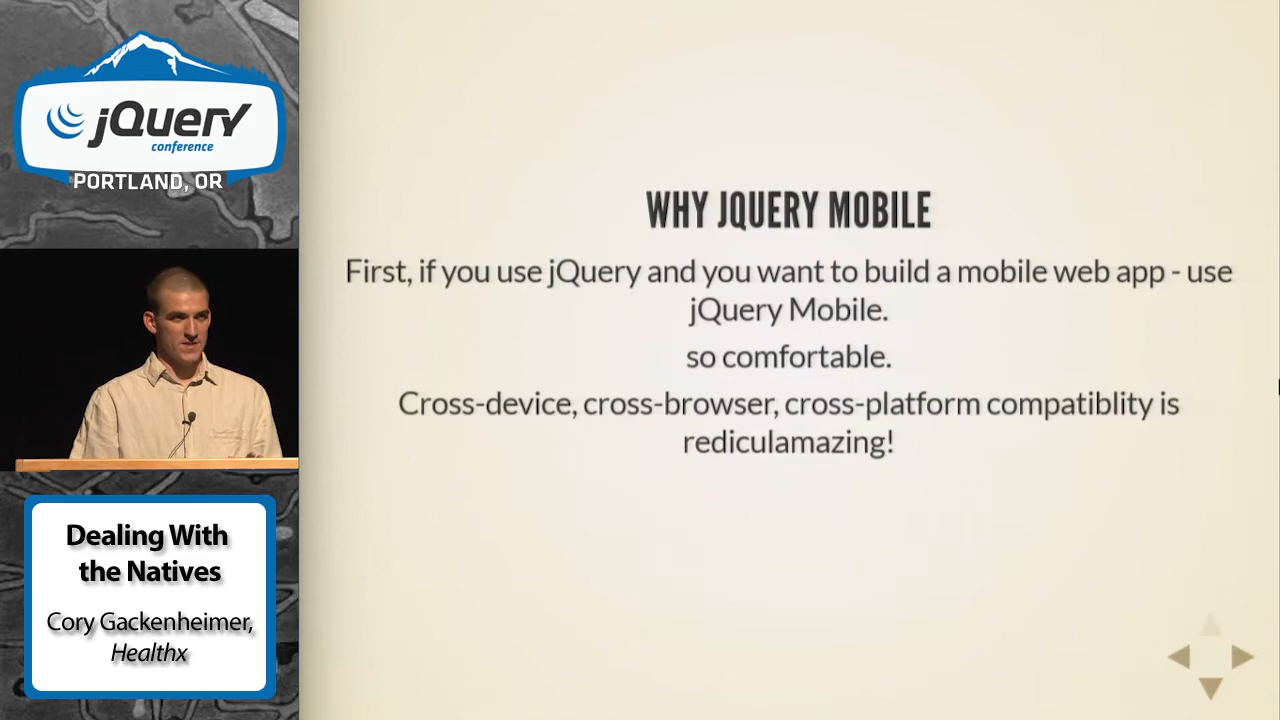 jQuery
conference
PORTLAND, OR
Dealing With
the Natives
Cory Gackenheimer,
Healthx
WHY JQUERY MOBILE
First, if you use jQuery and you want to build a mobile web app - use
jQuery Mobile.
so comfortable.
Cross-device, cross-browser, cross-platform compatiblity is
rediculamazing!